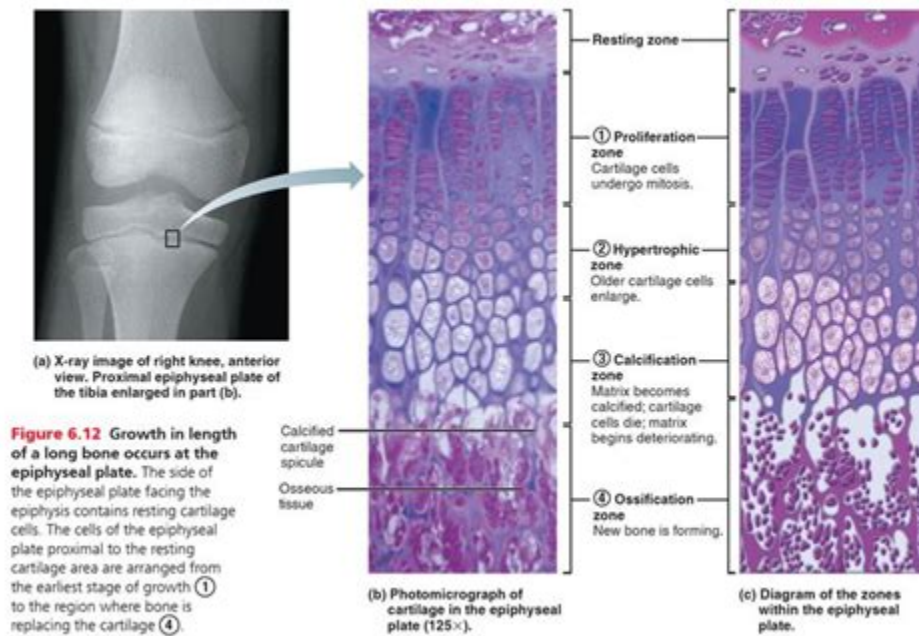 Resting zone
① Proliferation
zone
Cartilage cells
undergo mitosis.
② Hypertrophic
zone
Older cartilage cells
enlarge.
③ Calcification
zone
Matrix becomes
calcified; cartilage
cells die; matrix
begins deteriorating.
④ Ossification
zone
New bone is forming.
Calcified
cartilage
spicule
Osseous
tissue
(a) X-ray image of right knee, anterior
view. Proximal epiphyseal plate of
the tibia enlarged in part (b).
(b) Photomicrograph of
cartilage in the epiphyseal
plate (125×).
(c) Diagram of the zones
within the epiphyseal
plate.
Figure 6.12 Growth in length
of a long bone occurs at the
epiphyseal plate. The side of
the epiphyseal plate facing the
epiphysis contains resting cartilage
cells. The cells of the epiphyseal
plate proximal to the resting
cartilage area are arranged from
the earliest stage of growth ①
to the region where bone is
replacing the cartilage ④.